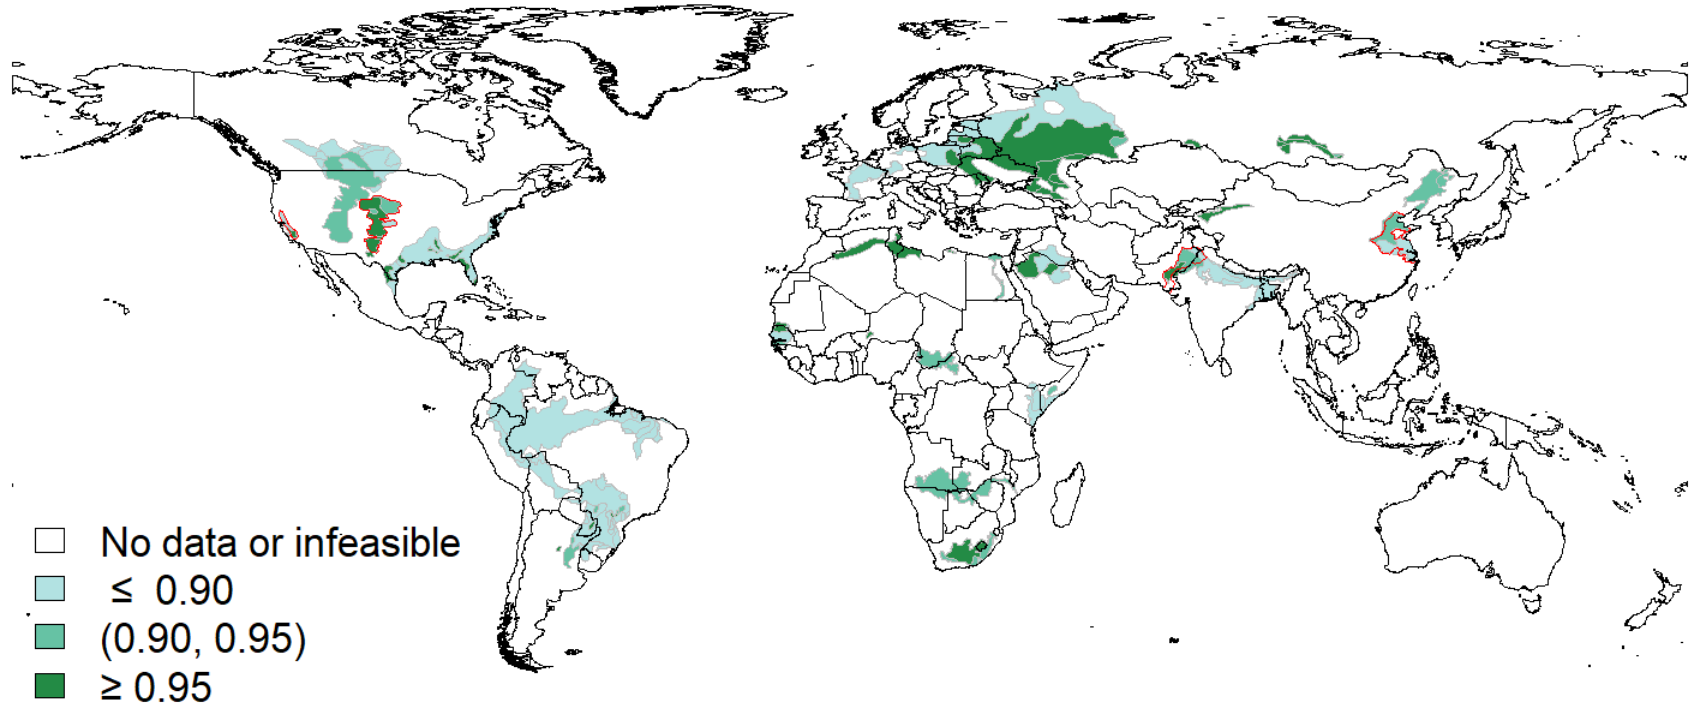 No data or infeasible
≤ 0.90
(0.90, 0.95)
≥ 0.95